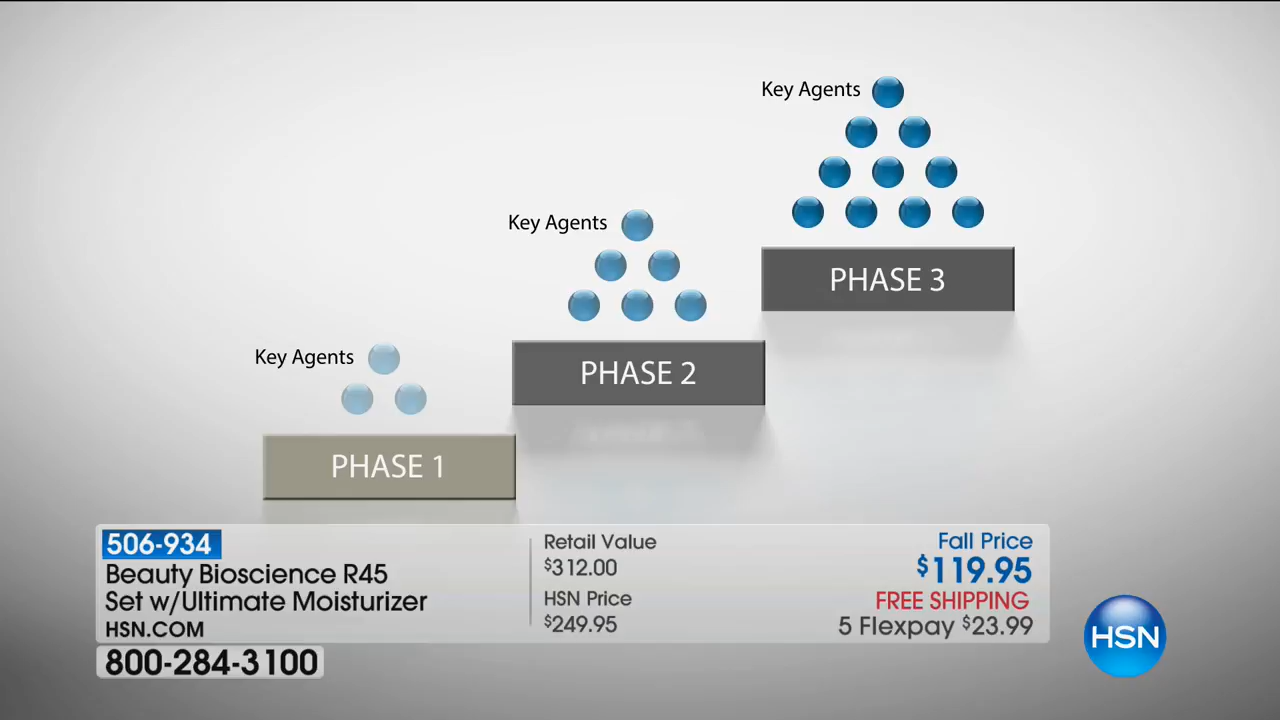 Key Agents
PHASE 3
Key Agents
PHASE 2
Key Agents
PHASE 1
506-934
Beauty Bioscience R45
Set w/Ultimate Moisturizer
HSN.COM
800-284-3100
Retail Value
$312.00
HSN Price
$249.95
Fall Price
$119.95
FREE SHIPPING
5 Flexpay $23.99
HSN